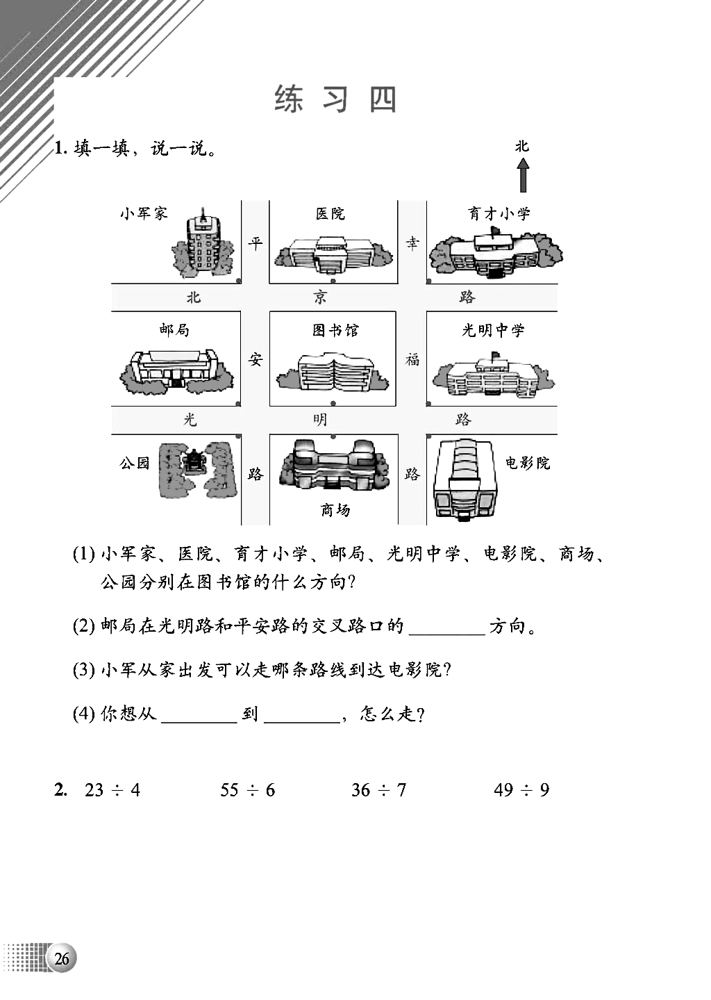 练习四
1. 填一填，说一说。
北
小军家
医院
育才小学
平
幸
北京路
邮局
图书馆
光明中学
安
福
光明路
公园
电影院
路
路
商场
(1) 小军家、医院、育才小学、邮局、光明中学、电影院、商场、
公园分别在图书馆的什么方向?
(2) 邮局在光明路和平安路的交叉路口的 ________ 方向。
(3) 小军从家出发可以走哪条路线到达电影院?
(4) 你想从 ________ 到 ________，怎么走?
2. 23 ÷ 4 55 ÷ 6 36 ÷ 7 49 ÷ 9
26